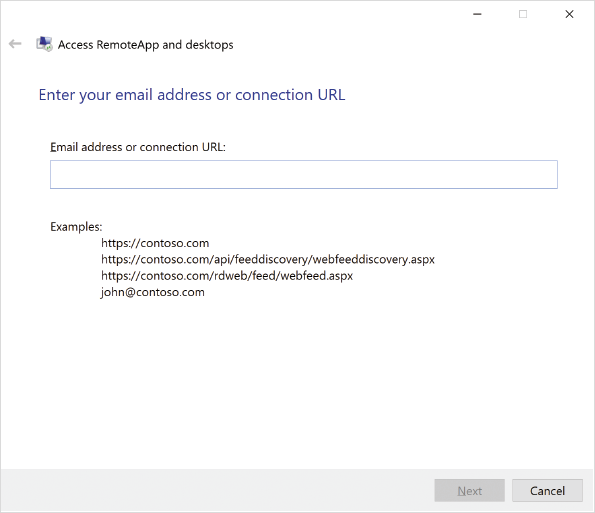 Access RemoteApp and desktops
Enter your email address or connection URL
Email address or connection URL:
Examples:
https://contoso.com
https://contoso.com/api/feeddiscovery/webfeeddiscovery.aspx
https://contoso.com/rdweb/feed/webfeed.aspx
john@contoso.com
Next Cancel